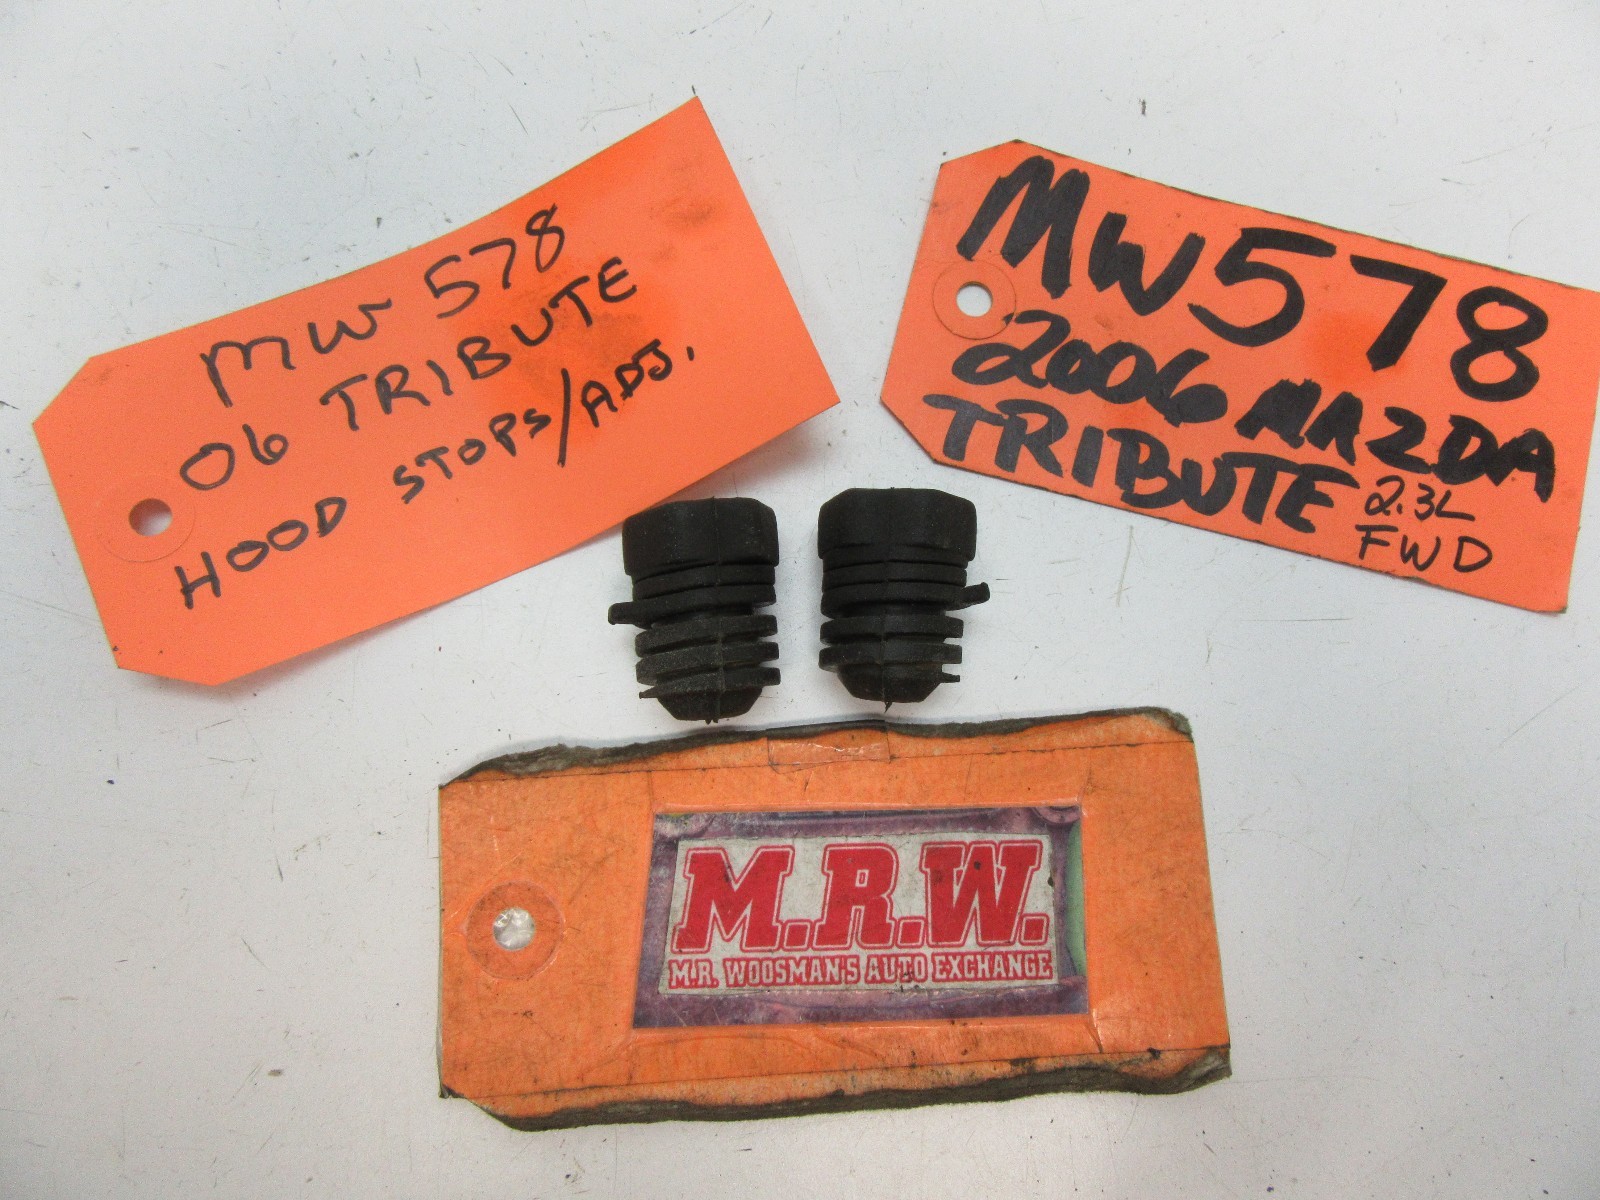 MW 578
06 TRIBUTE
HOOD STOPS/ADJ.
MW578
2006 MAZDA
TRIBUTE 2.3L
FWD
M.R.W.
M.R. WOOSMAN'S AUTO EXCHANGE